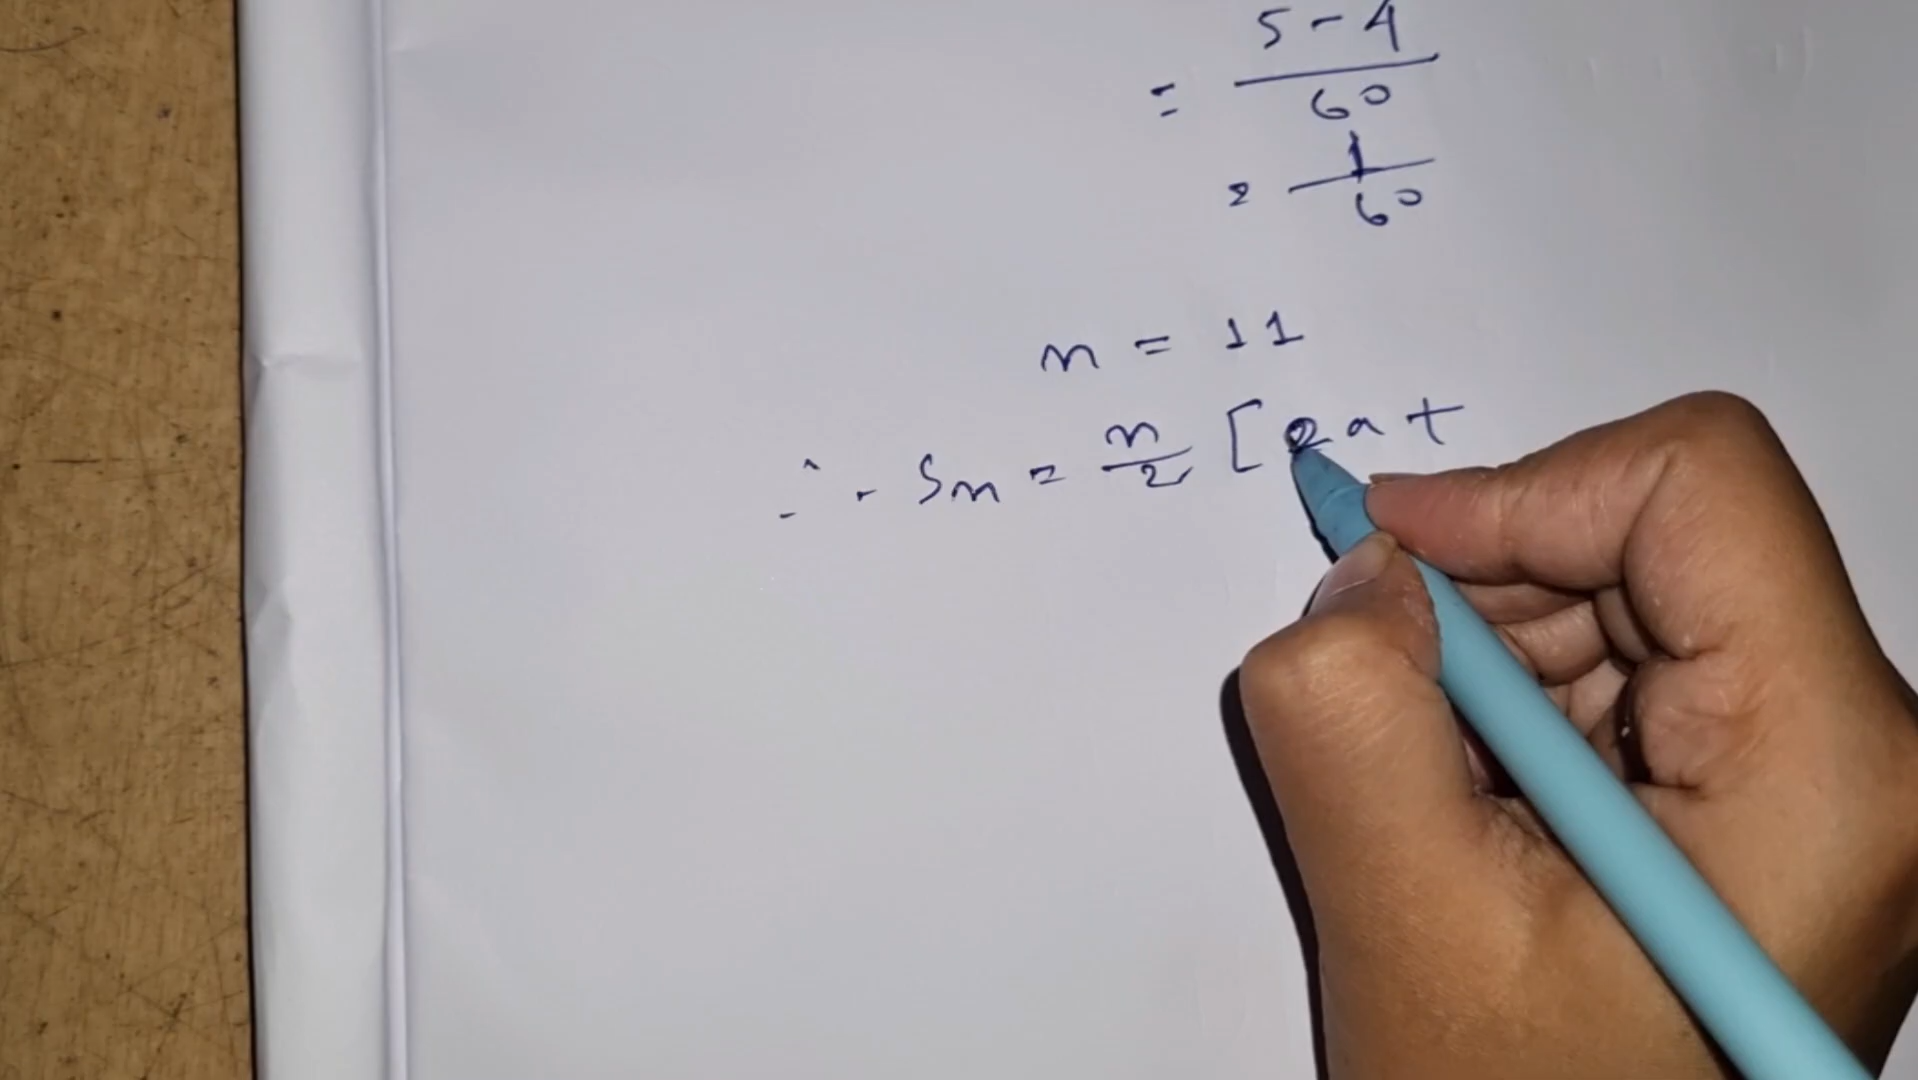 = 5 - 4 / 60
= 1 / 60
n = 11
∴ Sn = n/2 [2a +